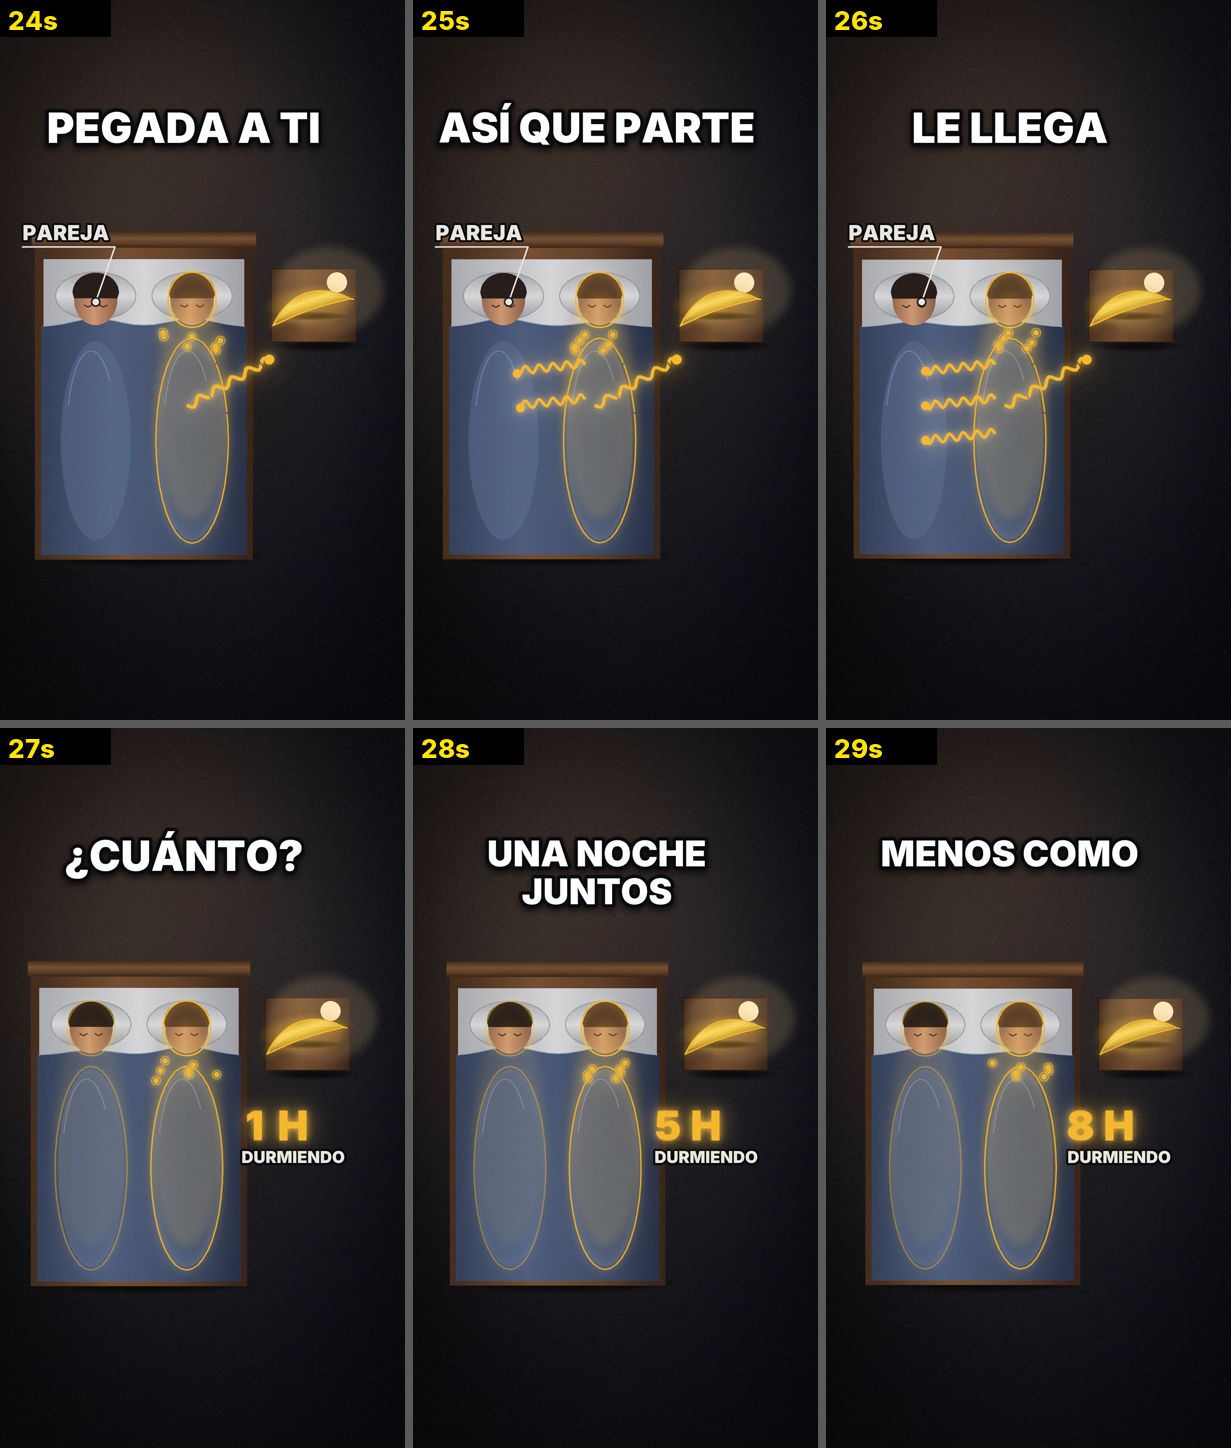 24s
PEGADA A TI
PAREJA
25s
ASÍ QUE PARTE
PAREJA
26s
LE LLEGA
PAREJA
27s
¿CUÁNTO?
1 H
DURMIENDO
28s
UNA NOCHE
JUNTOS
5 H
DURMIENDO
29s
MENOS COMO
8 H
DURMIENDO